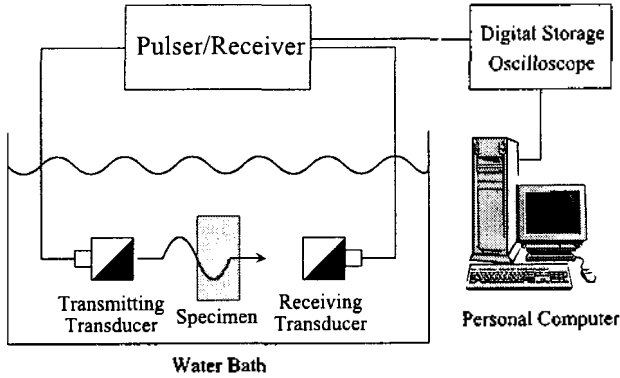 Pulser/Receiver
Digital Storage
Oscilloscope
Transmitting
Transducer
Specimen
Receiving
Transducer
Personal Computer
Water Bath